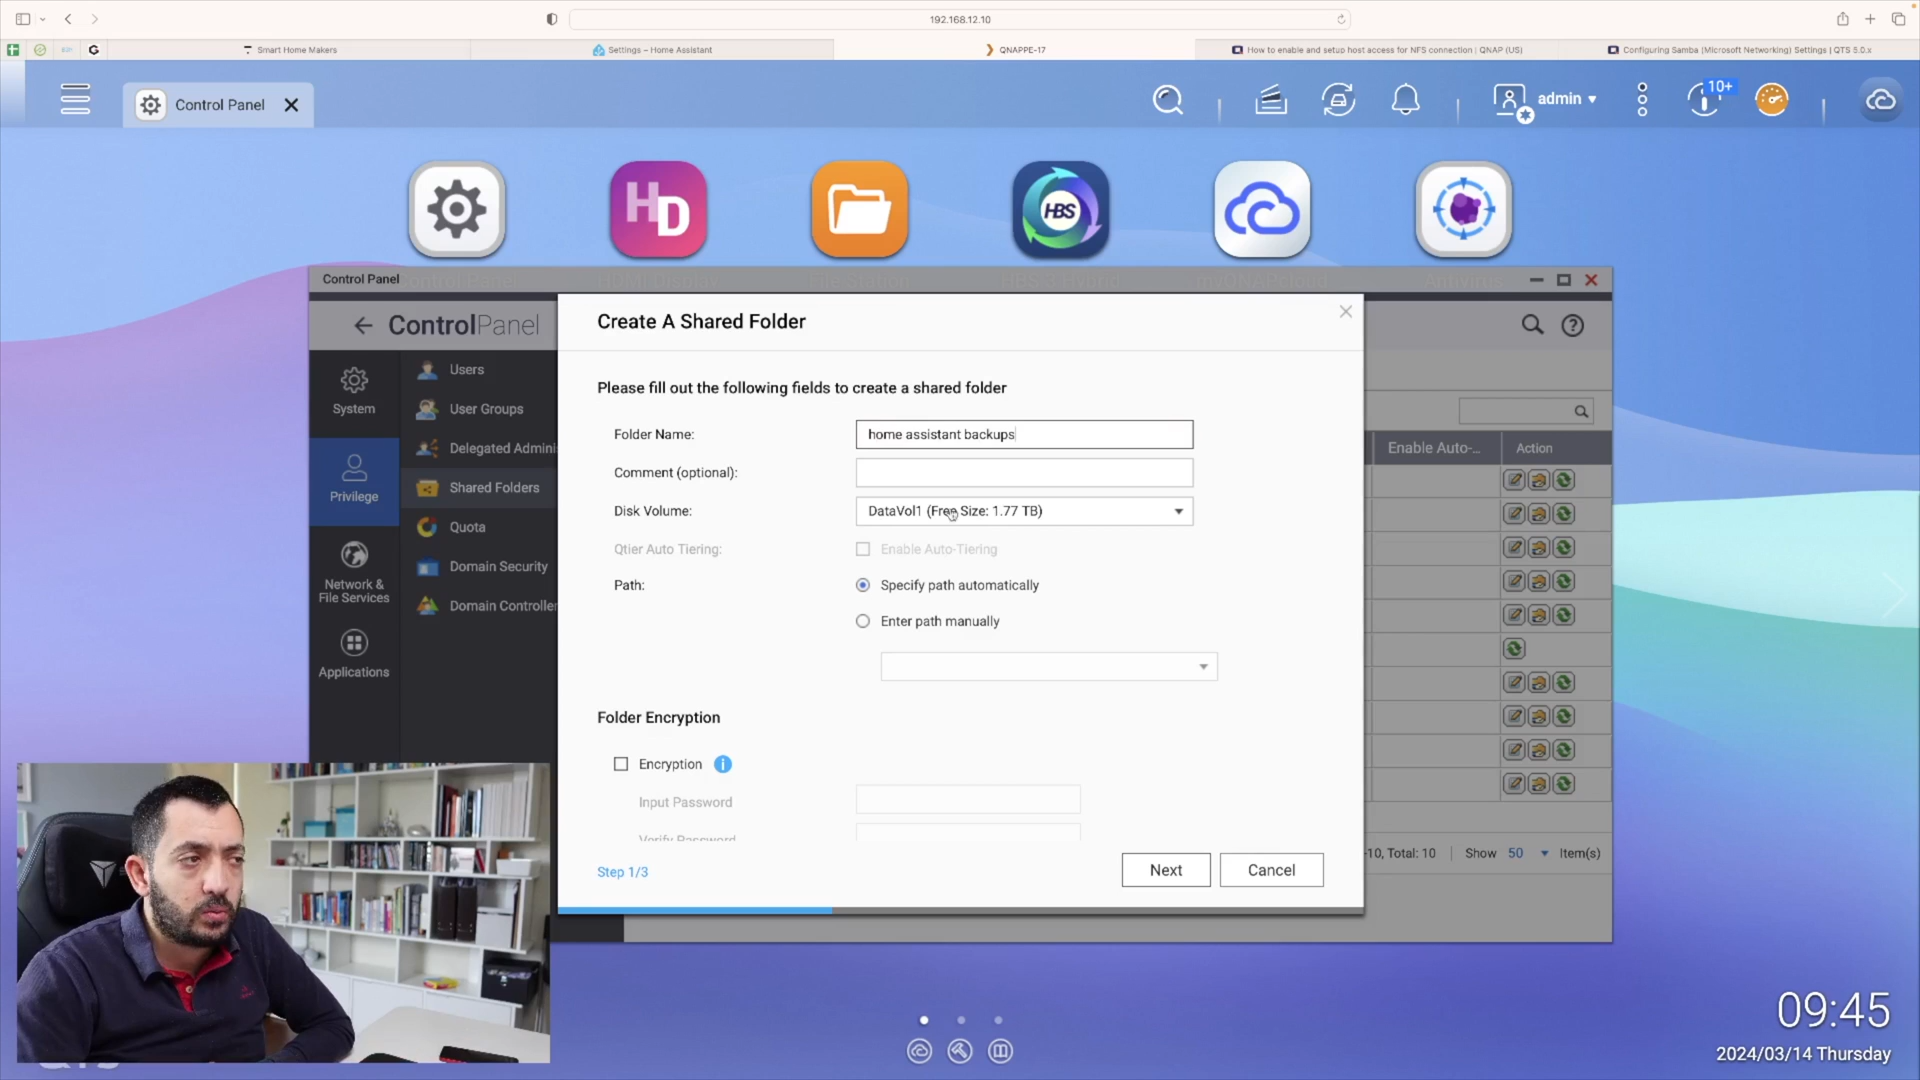 192.168.12.10
Smart Home Makers
Settings – Home Assistant
QNAPPE-17
How to enable and setup host access for NFS connection | QNAP (US)
Configuring Samba (Microsoft Networking) Settings | QTS 5.0.x
Control Panel
admin
10+
HD
HBS
Control Panel
ControlPanel
System
Privilege
Network &
File Services
Applications
Users
User Groups
Delegated Admini
Shared Folders
Quota
Domain Security
Domain Controller
Create A Shared Folder
Please fill out the following fields to create a shared folder
Folder Name:
home assistant backups
Comment (optional):
Disk Volume:
DataVol1 (Free Size: 1.77 TB)
Qtier Auto Tiering:
Enable Auto-Tiering
Path:
Specify path automatically
Enter path manually
Folder Encryption
Encryption
Input Password
Verify Password
Step 1/3
Next
Cancel
Enable Auto-...
Action
-10, Total: 10
Show 50 Item(s)
09:45
2024/03/14 Thursday